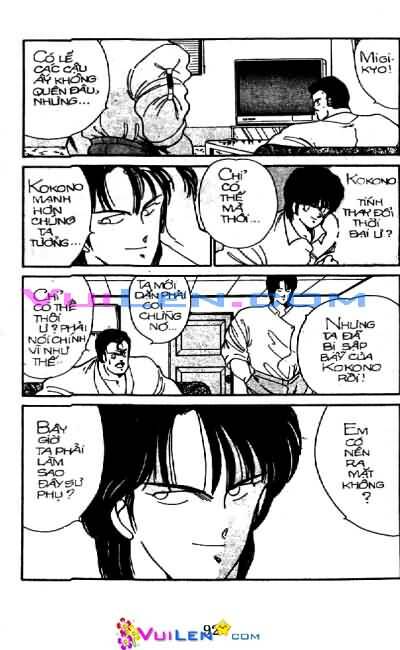 CÓ LẼ
CÁC CẬU
ẤY KHÔNG
QUÊN ĐÂU,
NHƯNG...
MIGI-
KYO!
KOKONO
MẠNH
HƠN
CHÚNG
TA
TƯỞNG...
CHỈ
CÓ
THẾ
MÀ
THÔI...
KOKONO
TÍNH
THAY ĐỔI
THỜI
ĐẠI Ư?
CHỈ
CÓ THẾ
THÔI
Ư? PHẢI
NÓI CHÍNH
VÌ NHƯ
THẾ...
TA MỚI
CẦN PHẢI
COI
CHỪNG
NÓ...
NHƯNG
TA ĐÃ
BỊ SẬP
BẪY CỦA
KOKONO
RỒI!
VUILEN.COM
BÂY
GIỜ
TA PHẢI
LÀM
SAO
ĐÂY SƯ
PHỤ?
EM
CÓ
NÊN
RA
MẶT
KHÔNG
?
92
VUILEN.COM